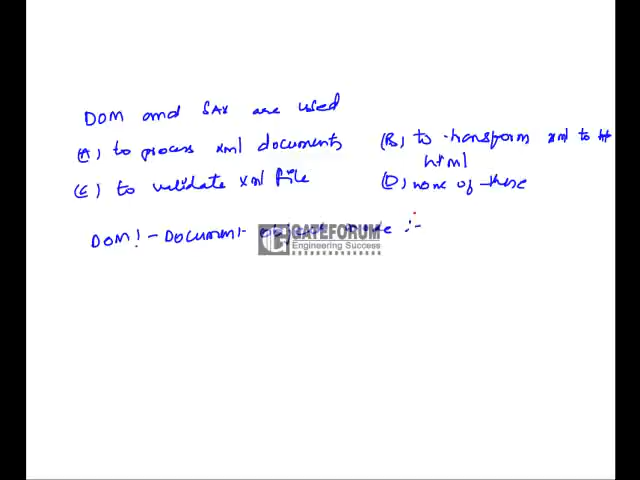 DOM and SAX are used
(A) to process xml documents
(B) to transform xml to
html
(C) to validate xml file
(D) none of these
DOM :- Document object :-
GATEFORUM
Engineering Success